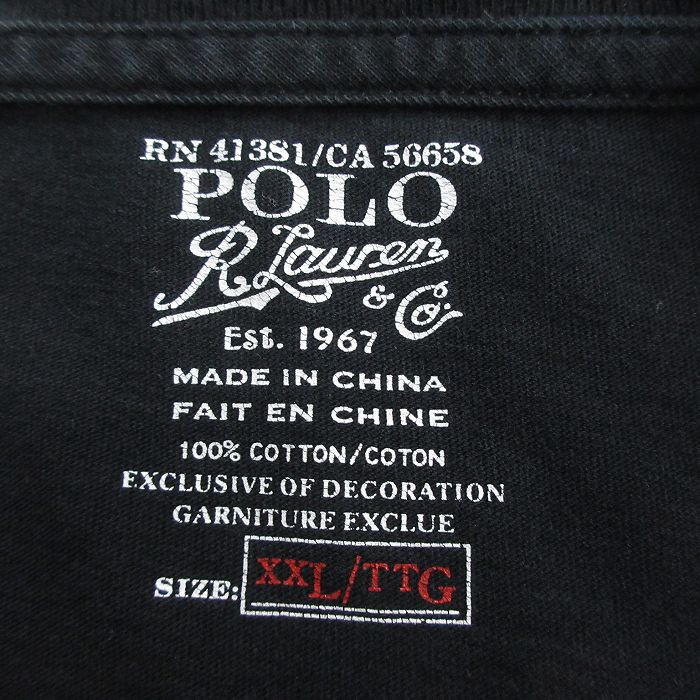 RN 41381/CA 56658
POLO
R Lauren
& Co.
Est. 1967
MADE IN CHINA
FAIT EN CHINE
100% COTTON/COTON
EXCLUSIVE OF DECORATION
GARNITURE EXCLUE
SIZE: XXL/TTG